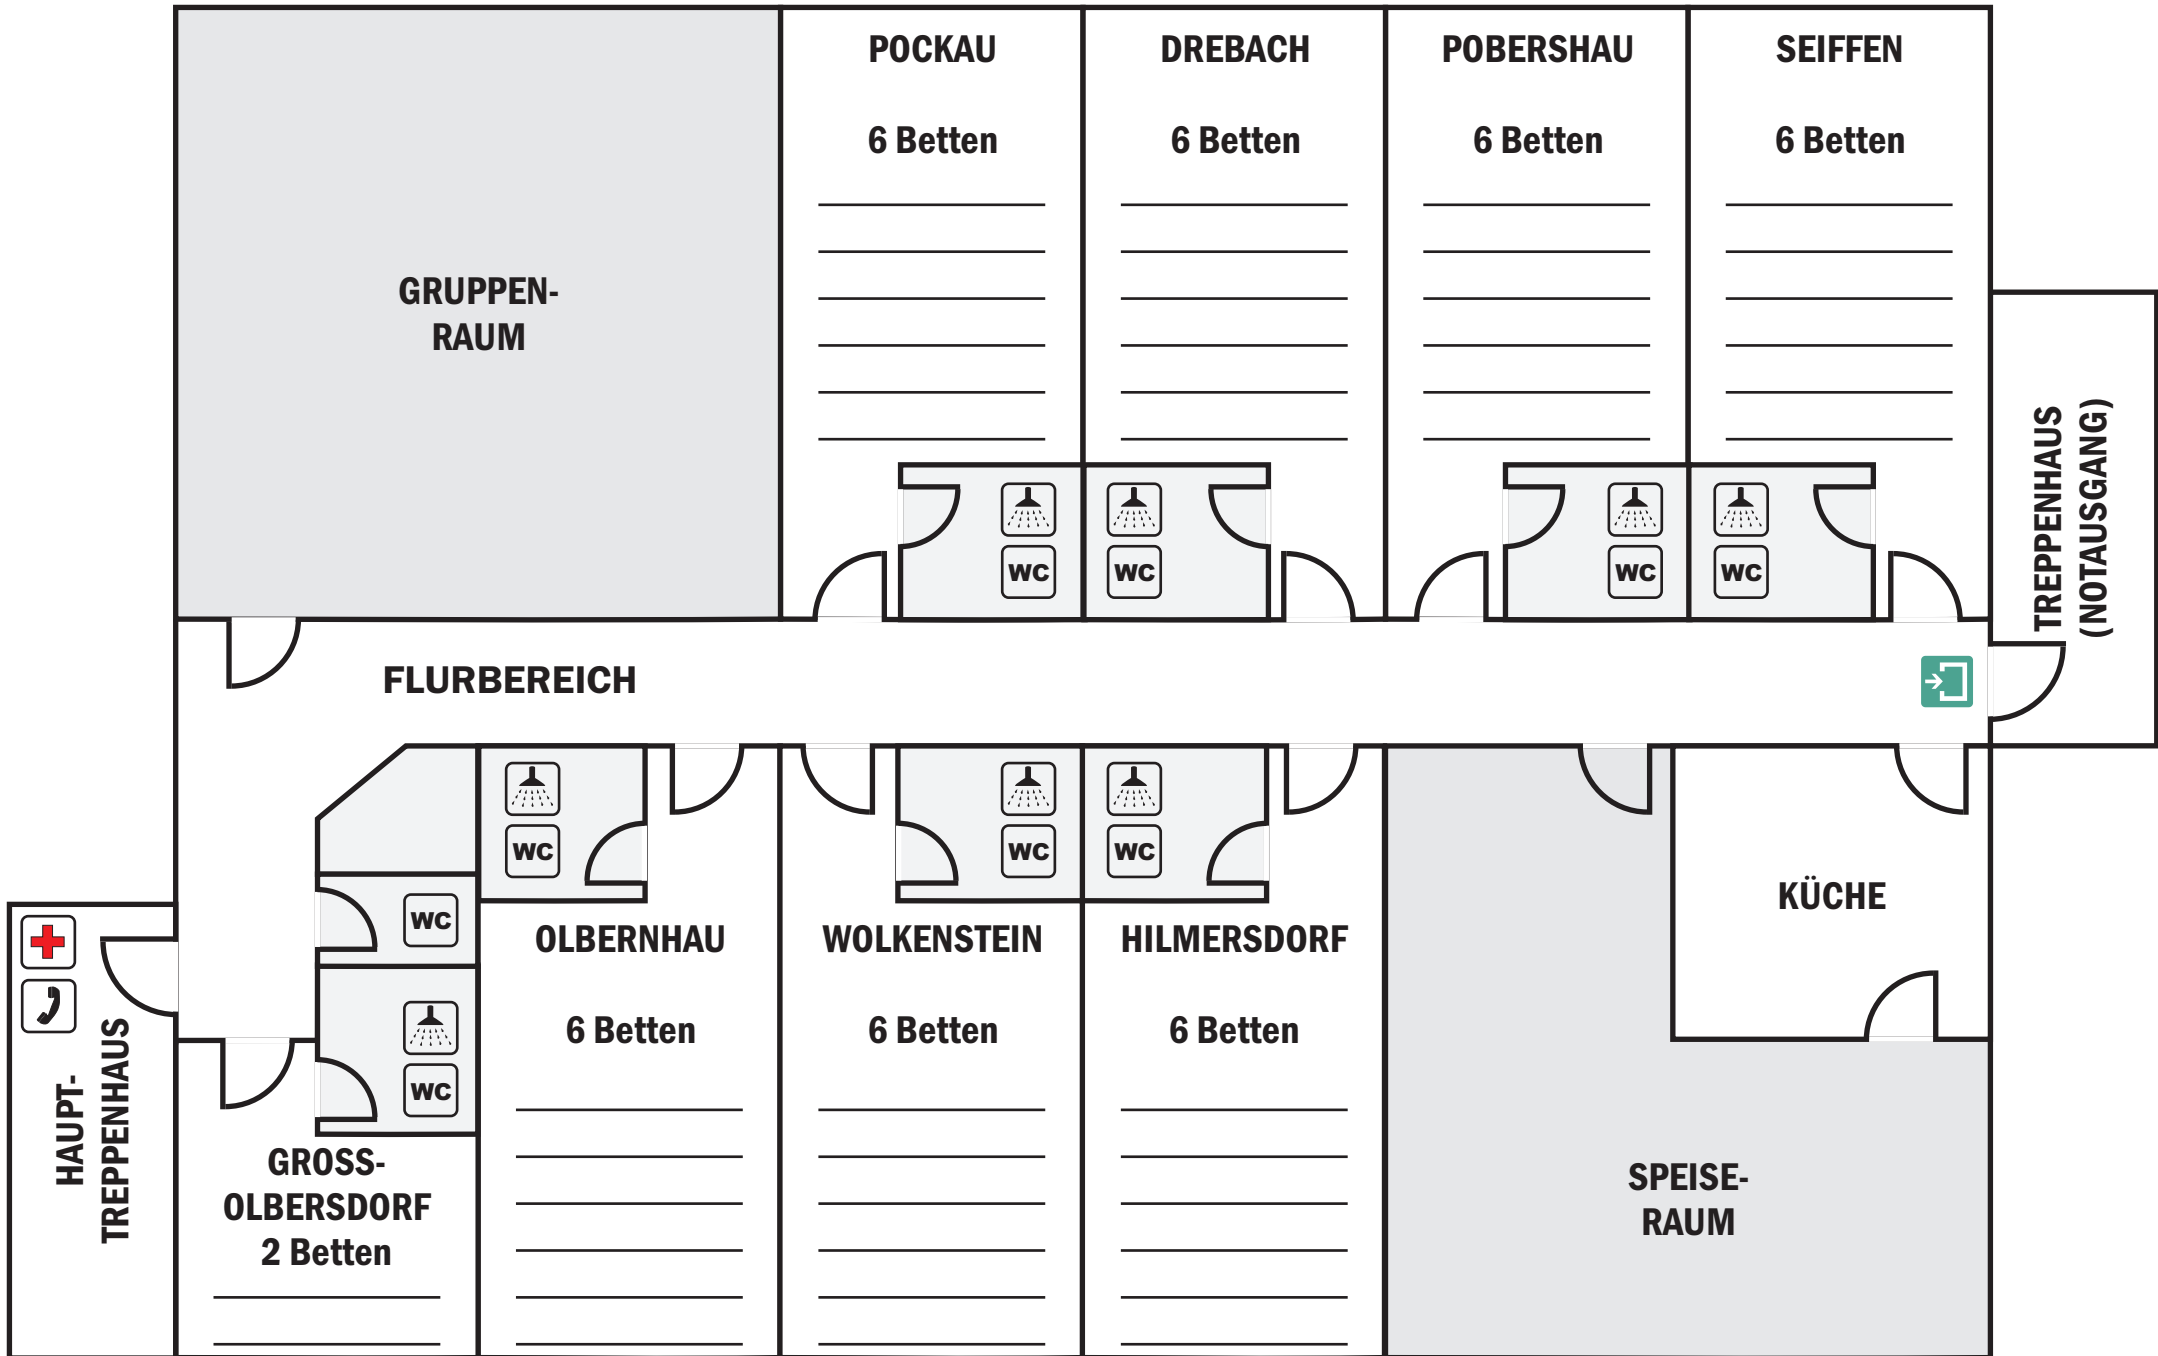 POCKAU
6 Betten
DREBACH
6 Betten
POBERSHAU
6 Betten
SEIFFEN
6 Betten
GRUPPEN-
RAUM
TREPPENHAUS
(NOTAUSGANG)
WC
WC
WC
WC
FLURBEREICH
WC
WC
WC
WC
WC
OLBERNHAU
6 Betten
WOLKENSTEIN
6 Betten
HILMERSDORF
6 Betten
KÜCHE
HAUPT-
TREPPENHAUS
GROSS-
OLBERSDORF
2 Betten
SPEISE-
RAUM